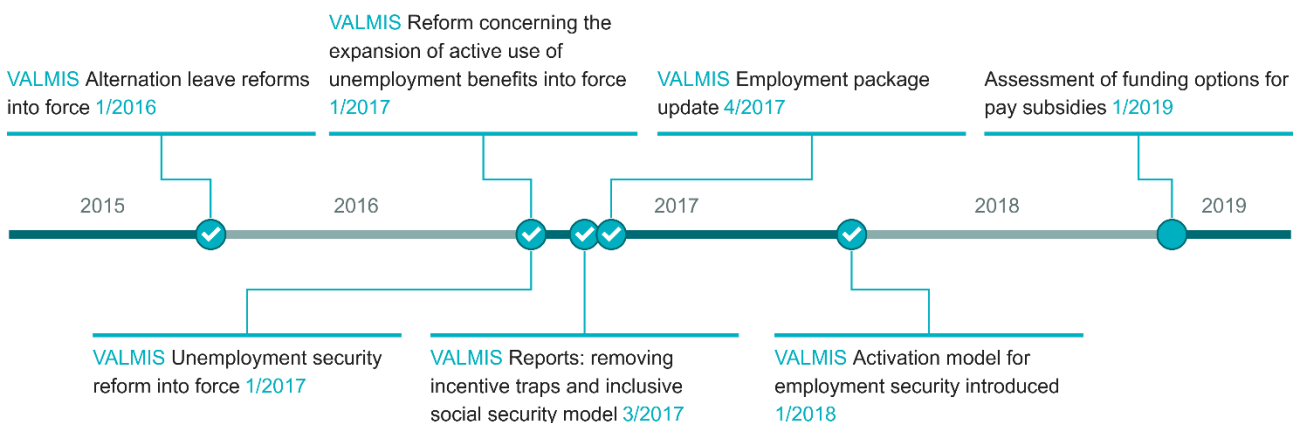 VALMIS Alternation leave reforms
into force 1/2016
VALMIS Reform concerning the
expansion of active use of
unemployment benefits into force
1/2017
VALMIS Employment package
update 4/2017
Assessment of funding options for
pay subsidies 1/2019
2015
2016
2017
2018
2019
VALMIS Unemployment security
reform into force 1/2017
VALMIS Reports: removing
incentive traps and inclusive
social security model 3/2017
VALMIS Activation model for
employment security introduced
1/2018